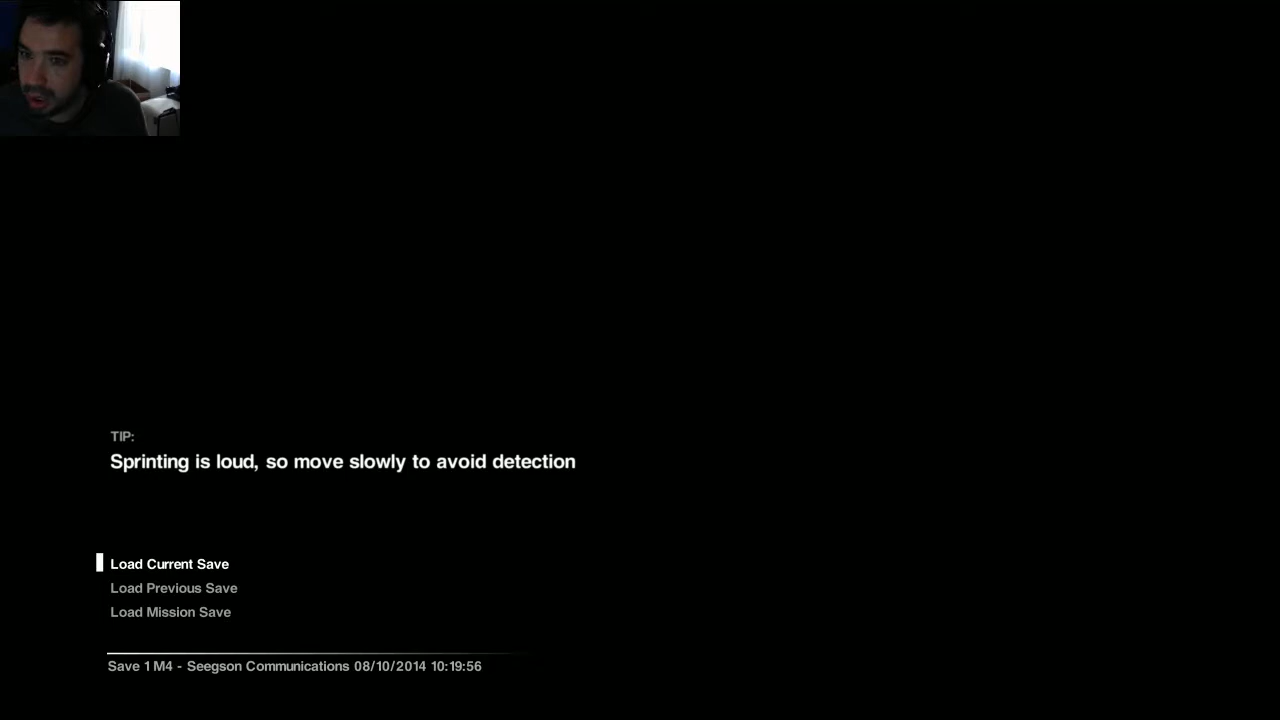 TIP:
Sprinting is loud, so move slowly to avoid detection
Load Current Save
Load Previous Save
Load Mission Save
Save 1 M4 - Seegson Communications 08/10/2014 10:19:56